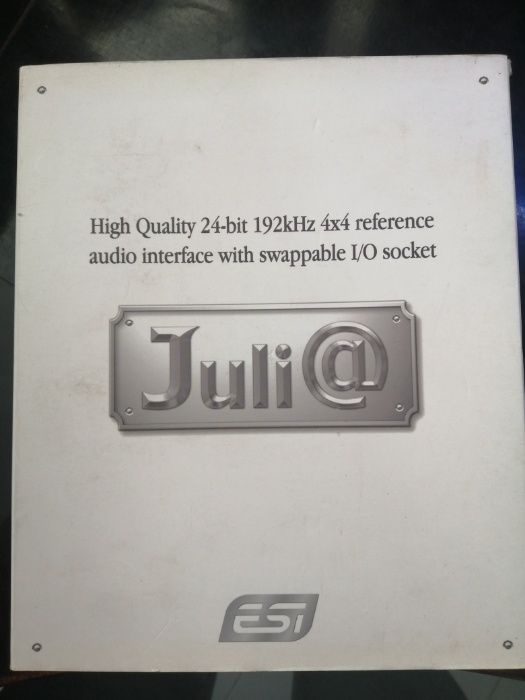 High Quality 24-bit 192kHz 4x4 reference
audio interface with swappable I/O socket
Juli@
ESI